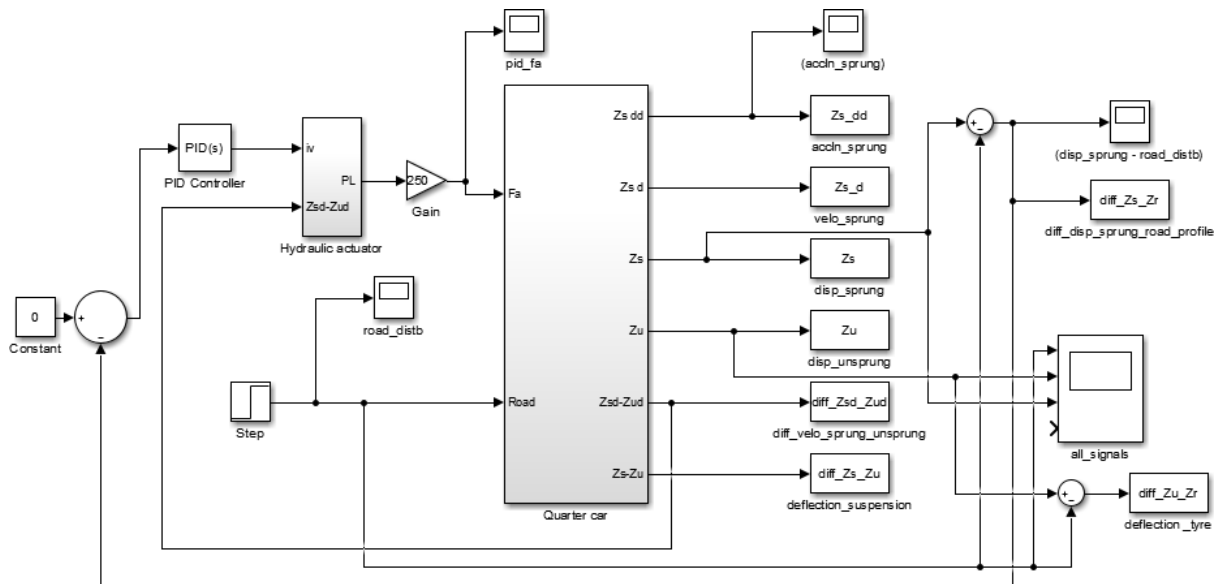 pid_fa
(accln_sprung)
Zs_dd
accln_sprung
Zs_d
velo_sprung
Zs
disp_sprung
Zu
disp_unsprung
diff_Zsd_Zud
diff_velo_sprung_unsprung
diff_Zs_Zu
deflection_suspension
PID(s)
PID Controller
iv
PL
Zsd-Zud
Hydraulic actuator
250
Gain
0
Constant
+
-
road_distb
Step
Fa
Road
Zs dd
Zs d
Zs
Zu
Zsd-Zud
Zs-Zu
Quarter car
+
-
(disp_sprung - road_distb)
diff_Zs_Zr
diff_disp_sprung_road_profile
all_signals
+
-
diff_Zu_Zr
deflection _tyre